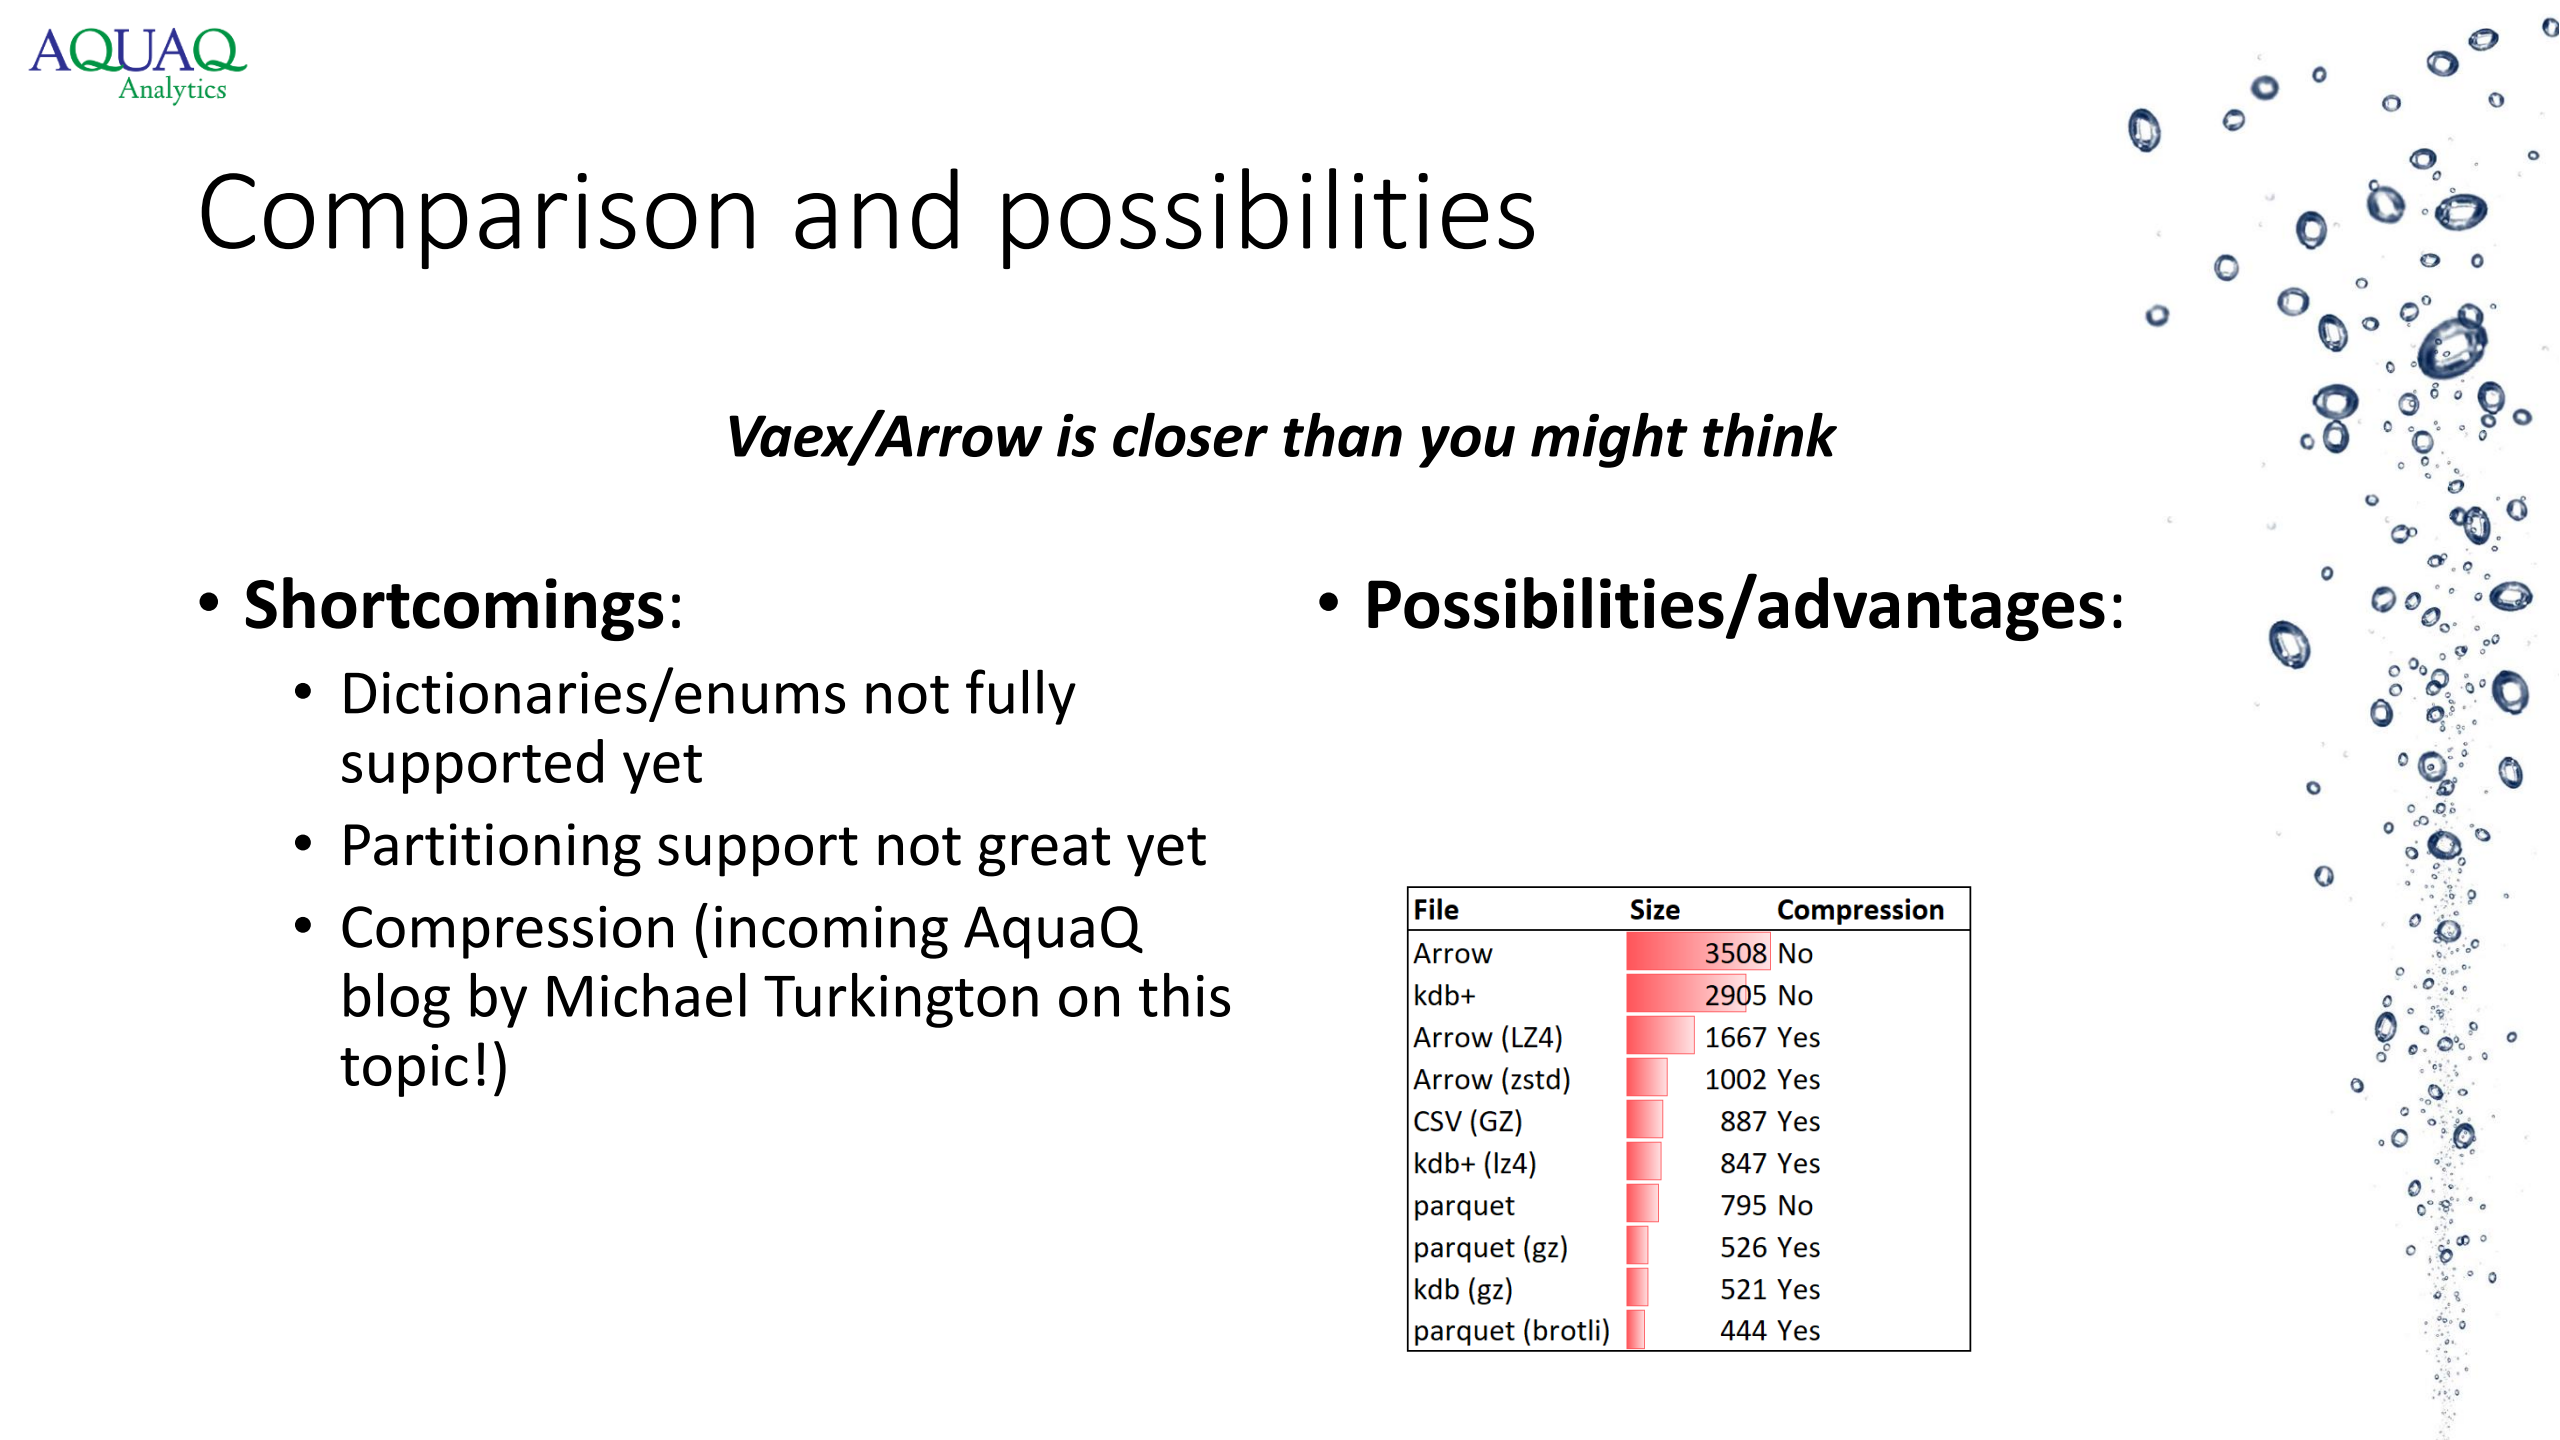 AQUAQ
Analytics
Comparison and possibilities
Vaex/Arrow is closer than you might think
• Shortcomings:
• Dictionaries/enums not fully
supported yet
• Partitioning support not great yet
• Compression (incoming AquaQ
blog by Michael Turkington on this
topic!)
• Possibilities/advantages:
File Size Compression
Arrow 3508 No
kdb+ 2905 No
Arrow (LZ4) 1667 Yes
Arrow (zstd) 1002 Yes
CSV (GZ) 887 Yes
kdb+ (lz4) 847 Yes
parquet 795 No
parquet (gz) 526 Yes
kdb (gz) 521 Yes
parquet (brotli) 444 Yes